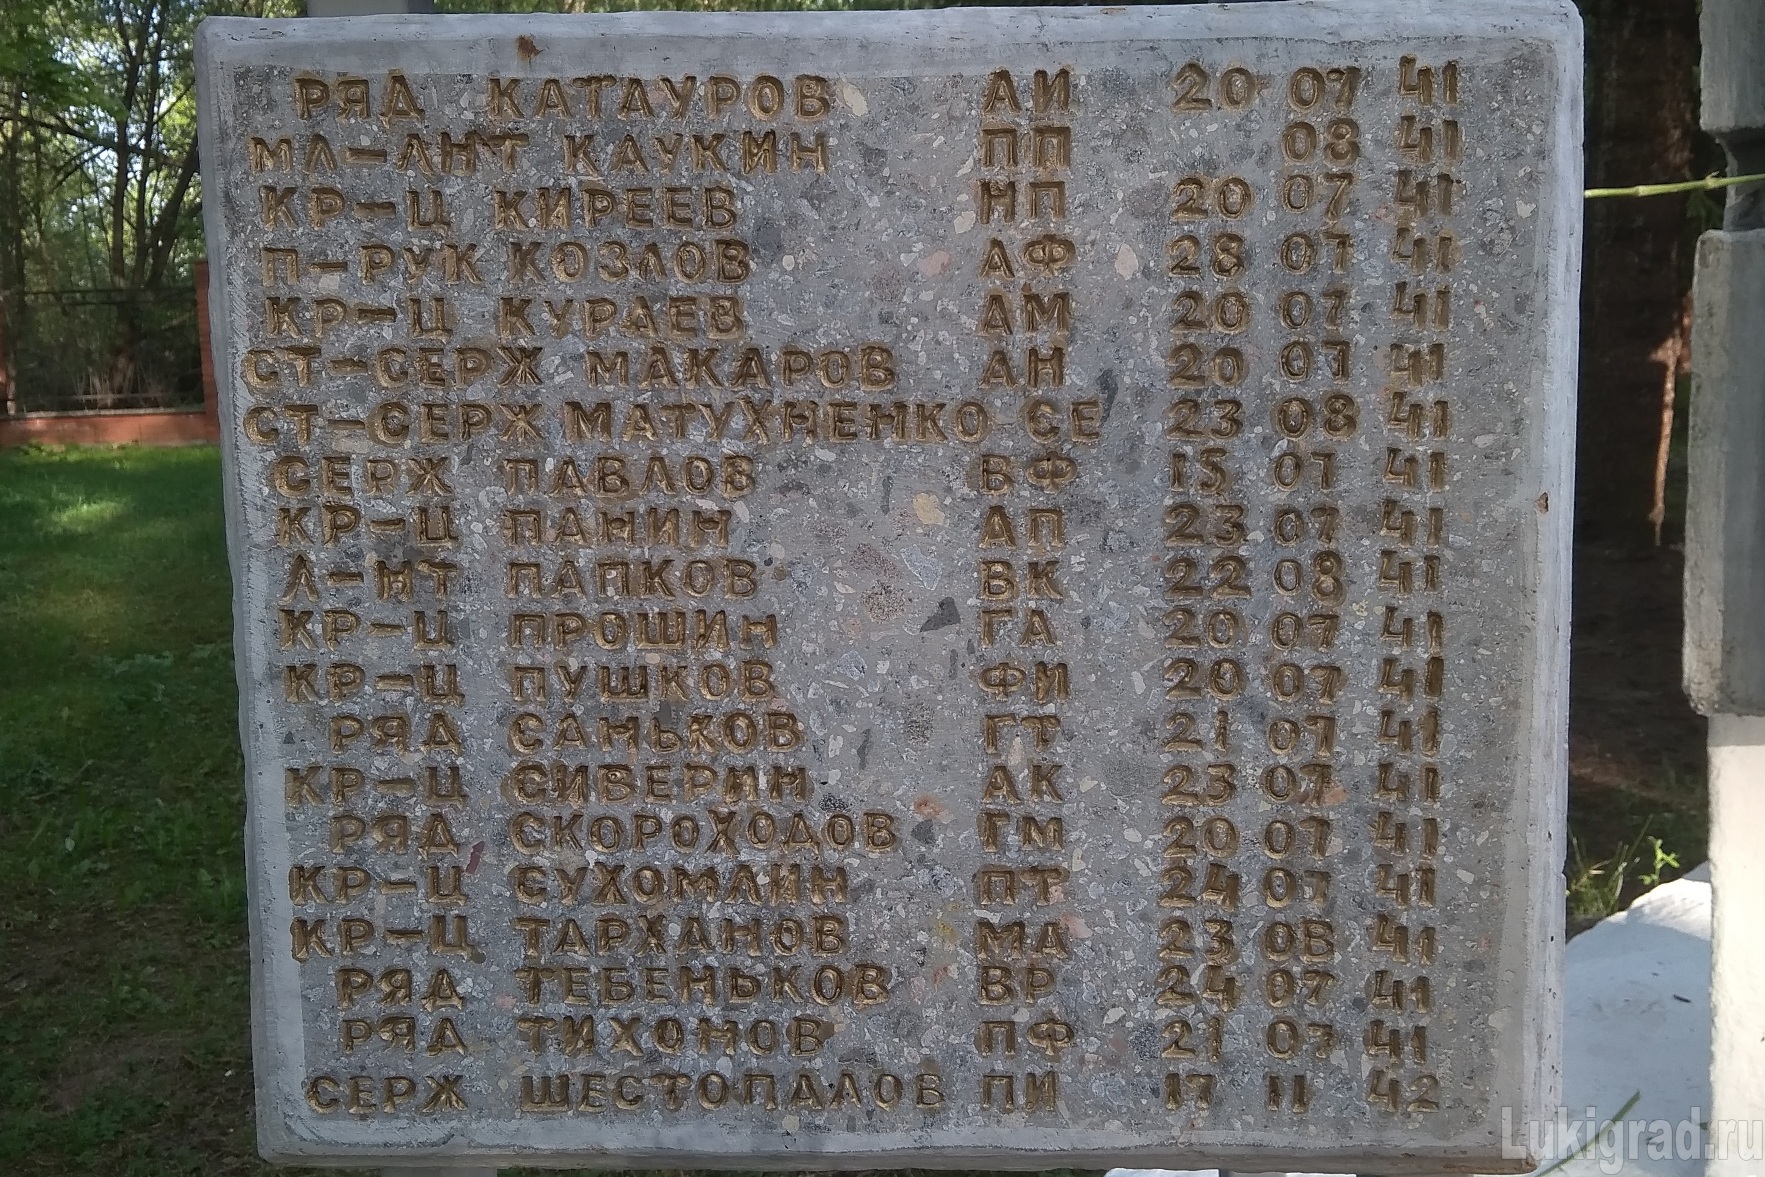 РЯД КАТАУРОВ АИ 20 07 41
МЛ-ЛНТ КАУКИН ПП 08 41
КР-Ц КИРЕЕВ НП 20 07 41
П-РУК КОЗЛОВ АФ 28 07 41
КР-Ц КУРАЕВ АМ 20 07 41
СТ-СЕРЖ МАКАРОВ АН 20 07 41
СТ-СЕРЖ МАТУХНЕНКО СЕ 23 08 41
СЕРЖ ПАВЛОВ ВФ 15 07 41
КР-Ц ПАНИН АП 23 07 41
Л-НТ ПАПКОВ ВК 22 08 41
КР-Ц ПРОШИН ГА 20 07 41
КР-Ц ПУШКОВ ФИ 20 07 41
РЯД САНЬКОВ ГТ 21 07 41
КР-Ц СИВЕРИН АК 23 07 41
РЯД СКОРОХОДОВ ГМ 20 07 41
КР-Ц СУХОМЛИН ПТ 24 07 41
КР-Ц ТАРХАНОВ МД 23 08 41
РЯД ТЕБЕНЬКОВ ВР 24 07 41
РЯД ТИХОНОВ ПФ 21 07 41
СЕРЖ ШЕСТОПАЛОВ ПИ 17 11 42
Lukigrad.ru